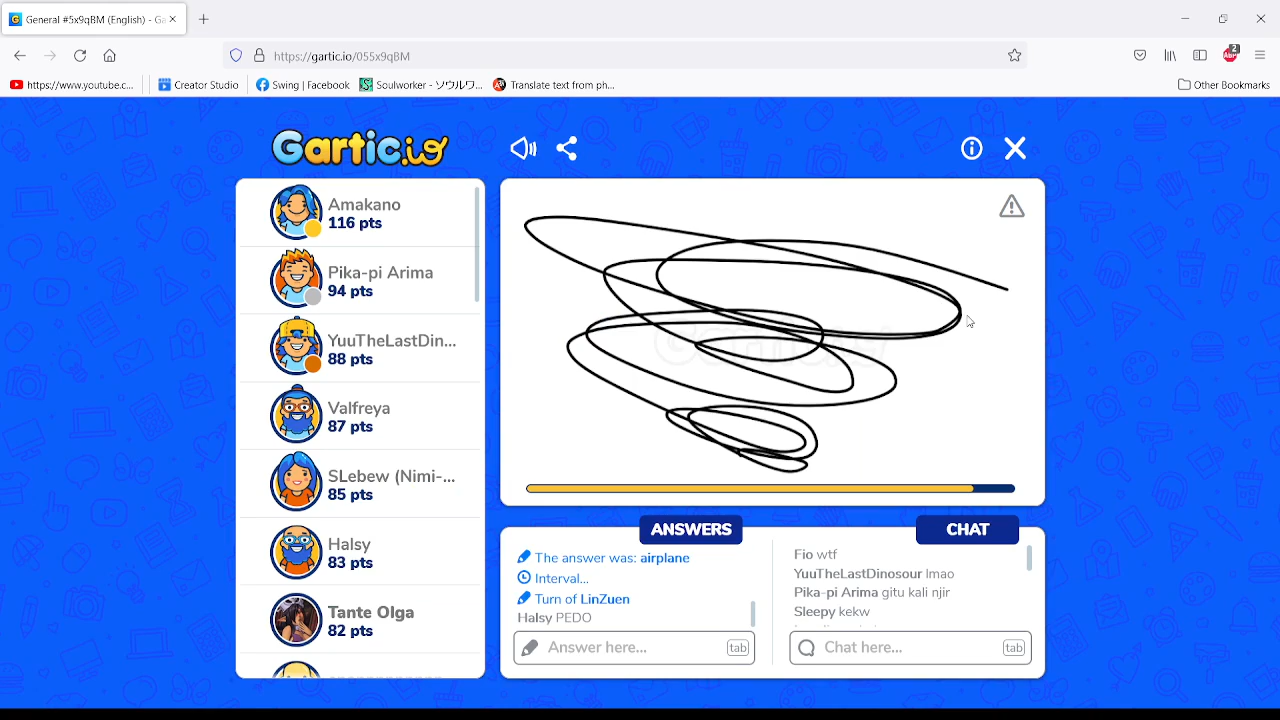 General #5x9qBM (English) - Ga
https://gartic.io/055x9qBM
2
https://www.youtube.c...
Creator Studio
Swing | Facebook
Soulworker - ソウルワ...
Translate text from ph...
Other Bookmarks
Gartic.io
Amakano
116 pts
Pika-pi Arima
94 pts
YuuTheLastDin...
88 pts
Valfreya
87 pts
SLebew (Nimi-...
85 pts
Halsy
83 pts
Tante Olga
82 pts
ANSWERS
The answer was: airplane
Interval...
Turn of LinZuen
Halsy PEDO
Answer here...
tab
CHAT
Fio wtf
YuuTheLastDinosour lmao
Pika-pi Arima gitu kali njir
Sleepy kekw
Chat here...
tab